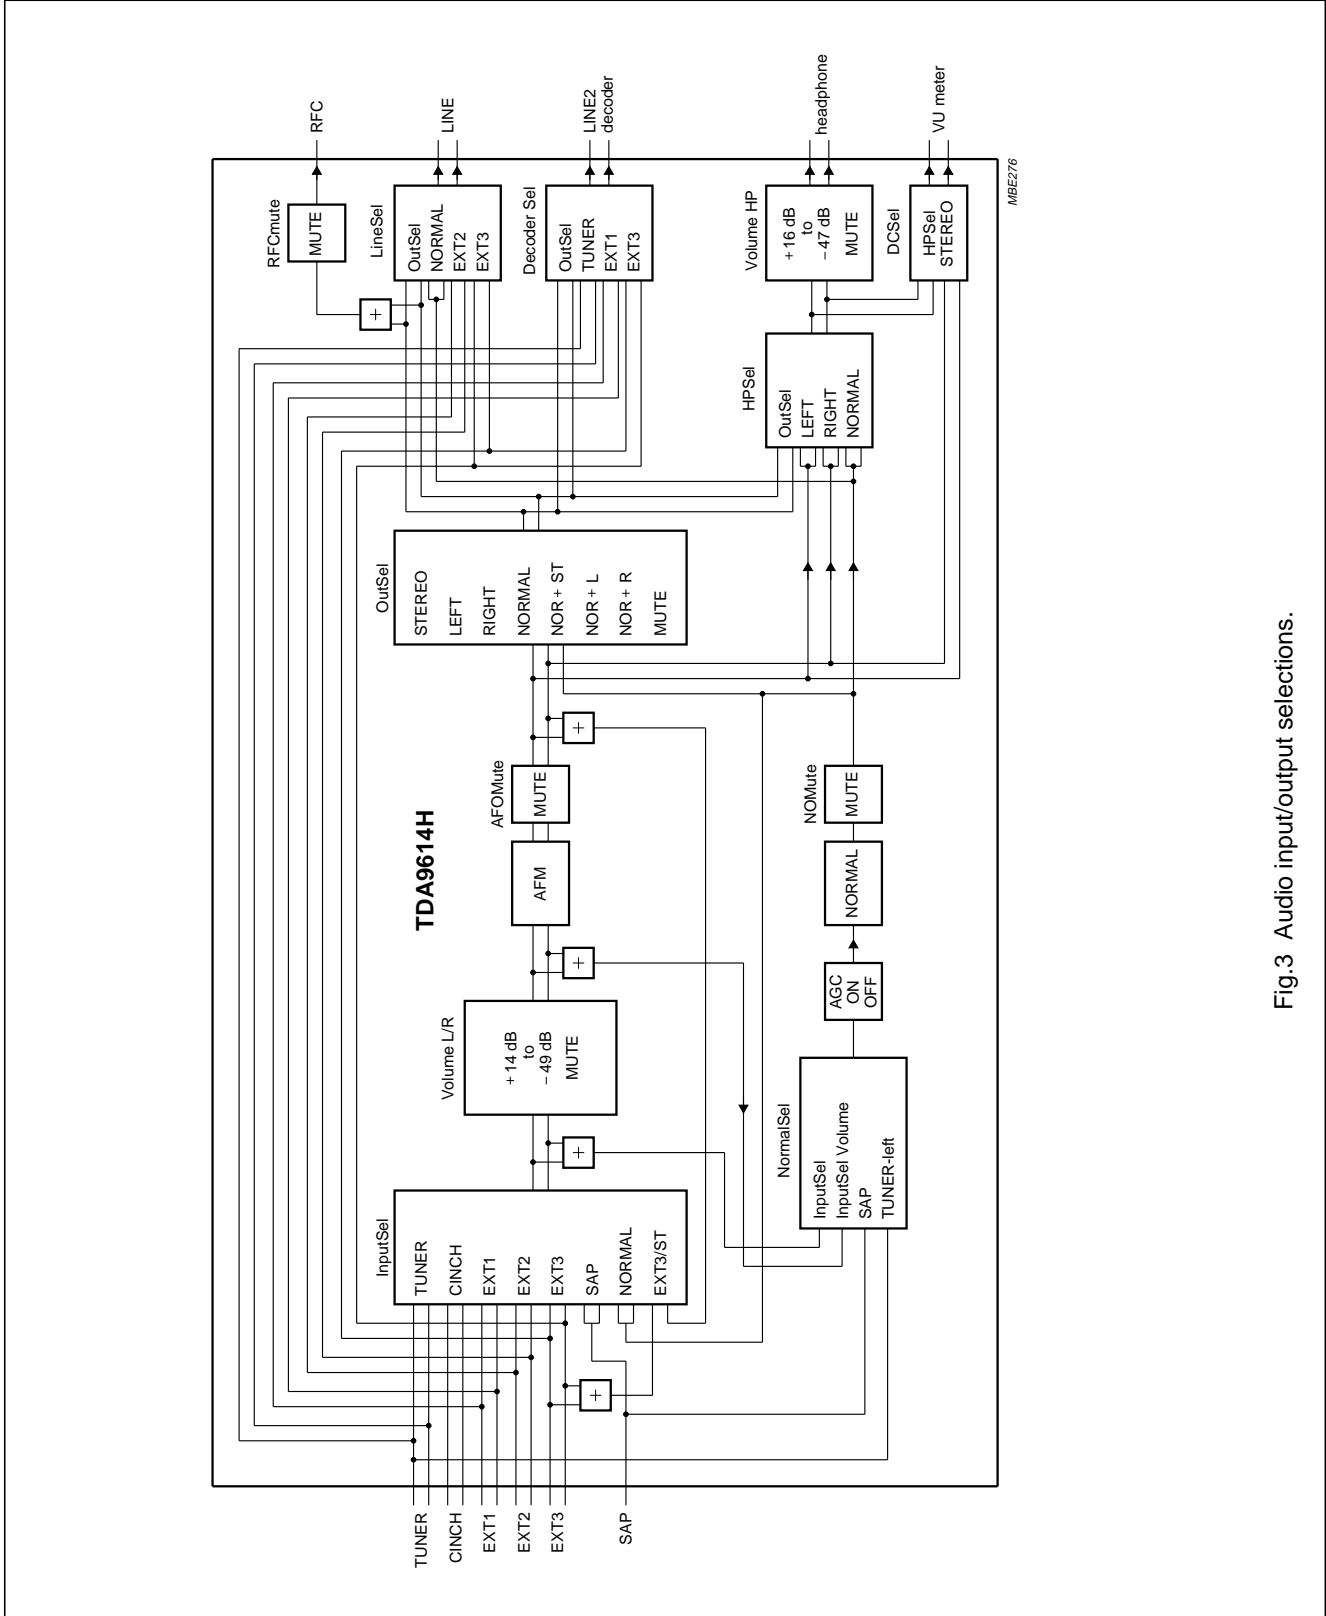 TUNER
CINCH
EXT1
EXT2
EXT3
SAP
InputSel
TUNER
CINCH
EXT1
EXT2
EXT3
SAP
NORMAL
EXT3/ST
+
+
Volume L/R
+ 14 dB
to
− 49 dB
MUTE
+
TDA9614H
AFM
AFOMute
MUTE
+
NormalSel
InputSel
InputSel Volume
SAP
TUNER-left
AGC
ON
OFF
NORMAL
NOMute
MUTE
OutSel
STEREO
LEFT
RIGHT
NORMAL
NOR + ST
NOR + L
NOR + R
MUTE
+
RFCmute
MUTE
RFC
LineSel
OutSel
NORMAL
EXT2
EXT3
LINE
Decoder Sel
OutSel
TUNER
EXT1
EXT3
LINE2
decoder
HPSel
OutSel
LEFT
RIGHT
NORMAL
Volume HP
+ 16 dB
to
− 47 dB
MUTE
headphone
DCSel
HPSel
STEREO
VU meter
MBE276
Fig.3 Audio input/output selections.